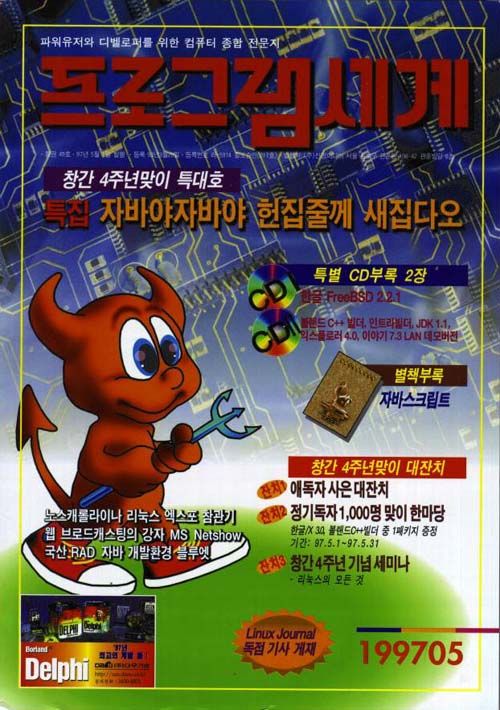 파워유저와 디벨로퍼를 위한 컴퓨터 종합 전문지
프로그램세계
창간 4주년맞이 특대호
특집 자바야자바야 헌집줄께 새집다오
특별 CD부록 2장
CD
한글 FreeBSD 2.2.1
CD
볼랜드 C++ 빌더, 인트라빌더, JDK 1.1,
익스플로러 4.0, 이야기 7.3 LAN 데모버전
별책부록
자바스크립트
창간 4주년맞이 대잔치
잔치1 애독자 사은 대잔치
잔치2 정기독자 1,000명 맞이 한마당
한글/X 3.0, 볼랜드C++빌더 중 1패키지 증정
기간: 97.5.1~97.5.31
잔치3 창간 4주년 기념 세미나
- 리눅스의 모든 것
노스캐롤라이나 리눅스 엑스포 참관기
웹 브로드캐스팅의 강자 MS Netshow
국산 RAD 자바 개발환경 블루엣
Borland
Delphi
DELPHI
'97년
최고의 개발 툴!
Linux Journal
독점 기사 게재
199705